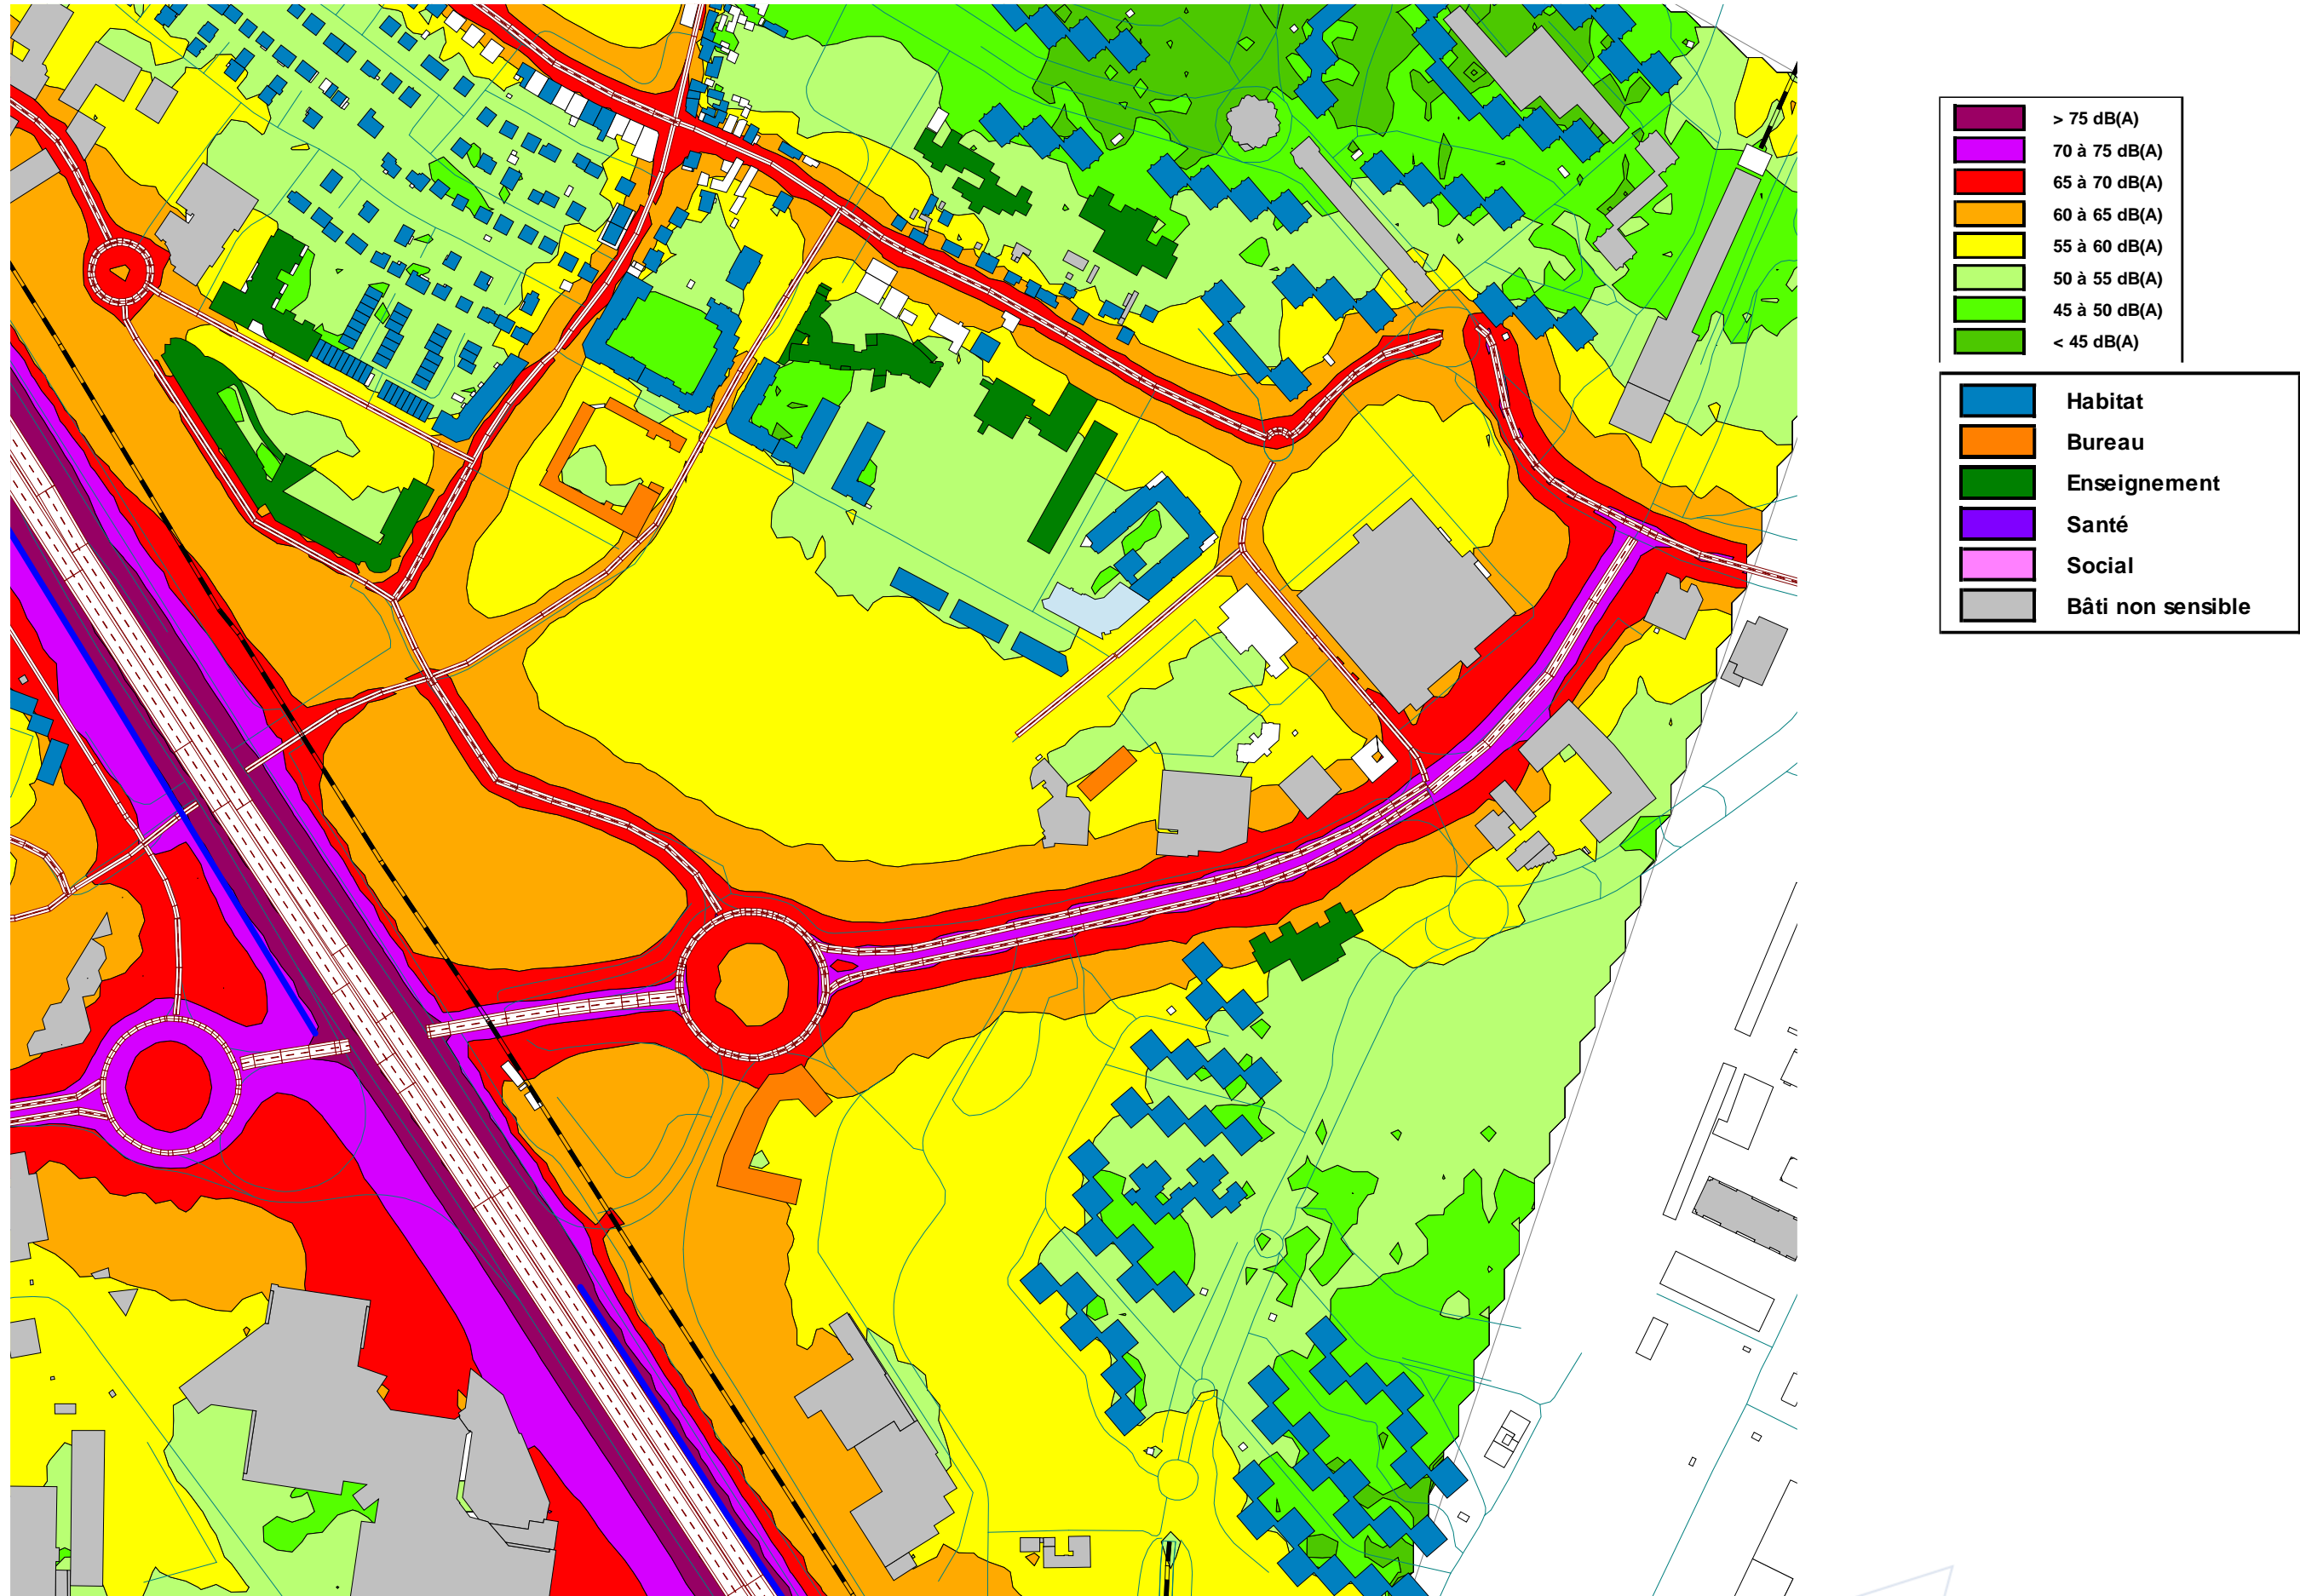 > 75 dB(A)
70 à 75 dB(A)
65 à 70 dB(A)
60 à 65 dB(A)
55 à 60 dB(A)
50 à 55 dB(A)
45 à 50 dB(A)
< 45 dB(A)
Habitat
Bureau
Enseignement
Santé
Social
Bâti non sensible